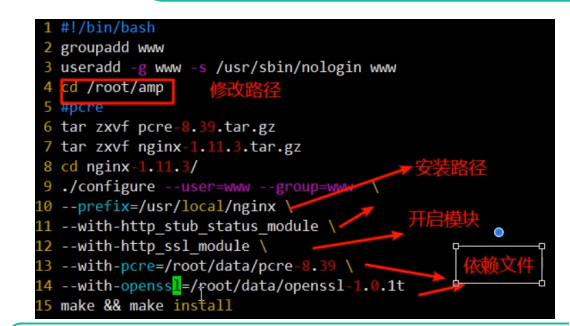 1 #!/bin/bash
2 groupadd www
3 useradd -g www -s /usr/sbin/nologin www
4 cd /root/amp
修改路径
5 #pcre
6 tar zxvf pcre-8.39.tar.gz
7 tar zxvf nginx-1.11.3.tar.gz
8 cd nginx-1.11.3/
安装路径
9 ./configure --user=www --group=www \
10 --prefix=/usr/local/nginx \
11 --with-http_stub_status_module \
开启模块
12 --with-http_ssl_module \
13 --with-pcre=/root/data/pcre-8.39 \
依赖文件
14 --with-openssl=/root/data/openssl-1.0.1t
15 make && make install